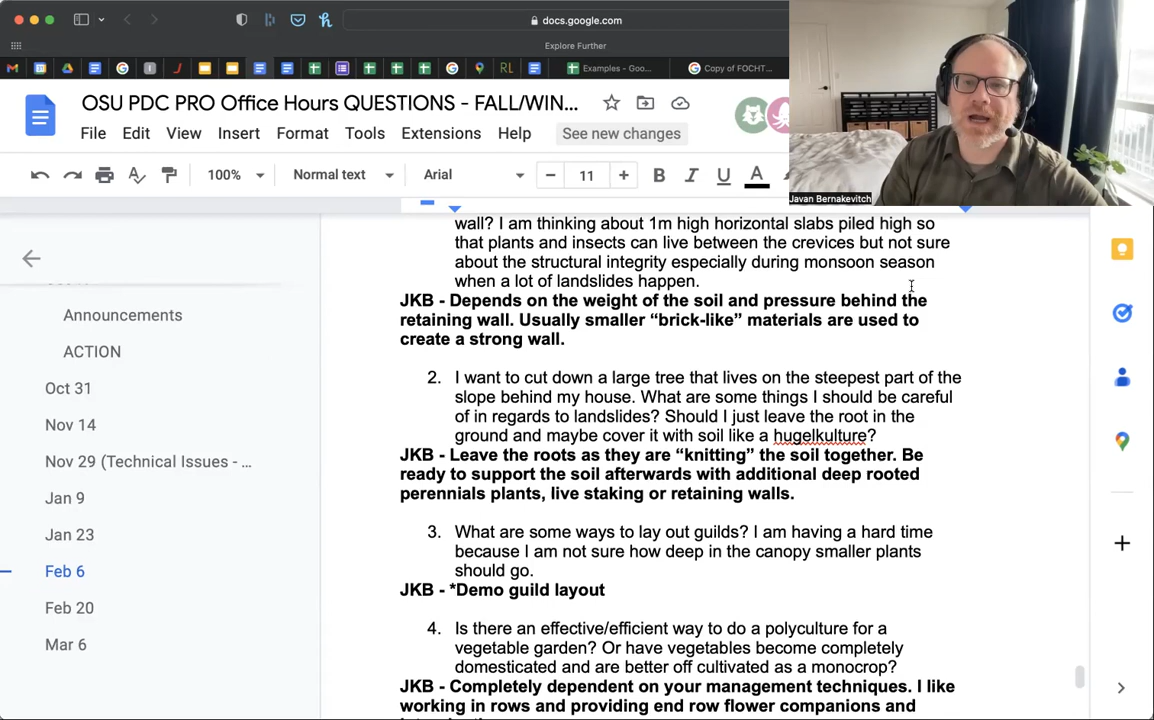 docs.google.com
Explore Further
Examples - Goo...
Copy of FOCHT...
RL
OSU PDC PRO Office Hours QUESTIONS - FALL/WIN...
File Edit View Insert Format Tools Extensions Help See new changes
100% Normal text Arial 11 B I U A
Javan Bernakevitch
Announcements
ACTION
Oct 31
Nov 14
Nov 29 (Technical Issues - ...
Jan 9
Jan 23
Feb 6
Feb 20
Mar 6
wall? I am thinking about 1m high horizontal slabs piled high so
that plants and insects can live between the crevices but not sure
about the structural integrity especially during monsoon season
when a lot of landslides happen.
JKB - Depends on the weight of the soil and pressure behind the
retaining wall. Usually smaller “brick-like” materials are used to
create a strong wall.
2. I want to cut down a large tree that lives on the steepest part of the
slope behind my house. What are some things I should be careful
of in regards to landslides? Should I just leave the root in the
ground and maybe cover it with soil like a hugelkulture?
JKB - Leave the roots as they are “knitting” the soil together. Be
ready to support the soil afterwards with additional deep rooted
perennials plants, live staking or retaining walls.
3. What are some ways to lay out guilds? I am having a hard time
because I am not sure how deep in the canopy smaller plants
should go.
JKB - *Demo guild layout
4. Is there an effective/efficient way to do a polyculture for a
vegetable garden? Or have vegetables become completely
domesticated and are better off cultivated as a monocrop?
JKB - Completely dependent on your management techniques. I like
working in rows and providing end row flower companions and